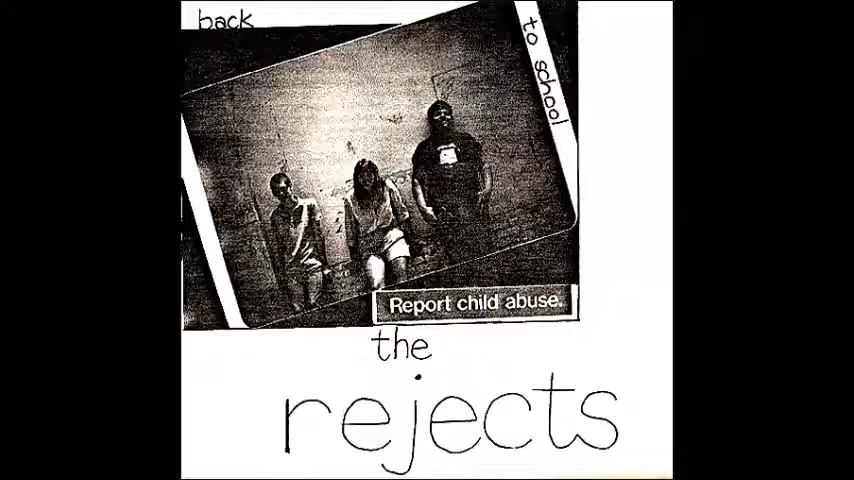 back
to school
Report child abuse.
the
rejects